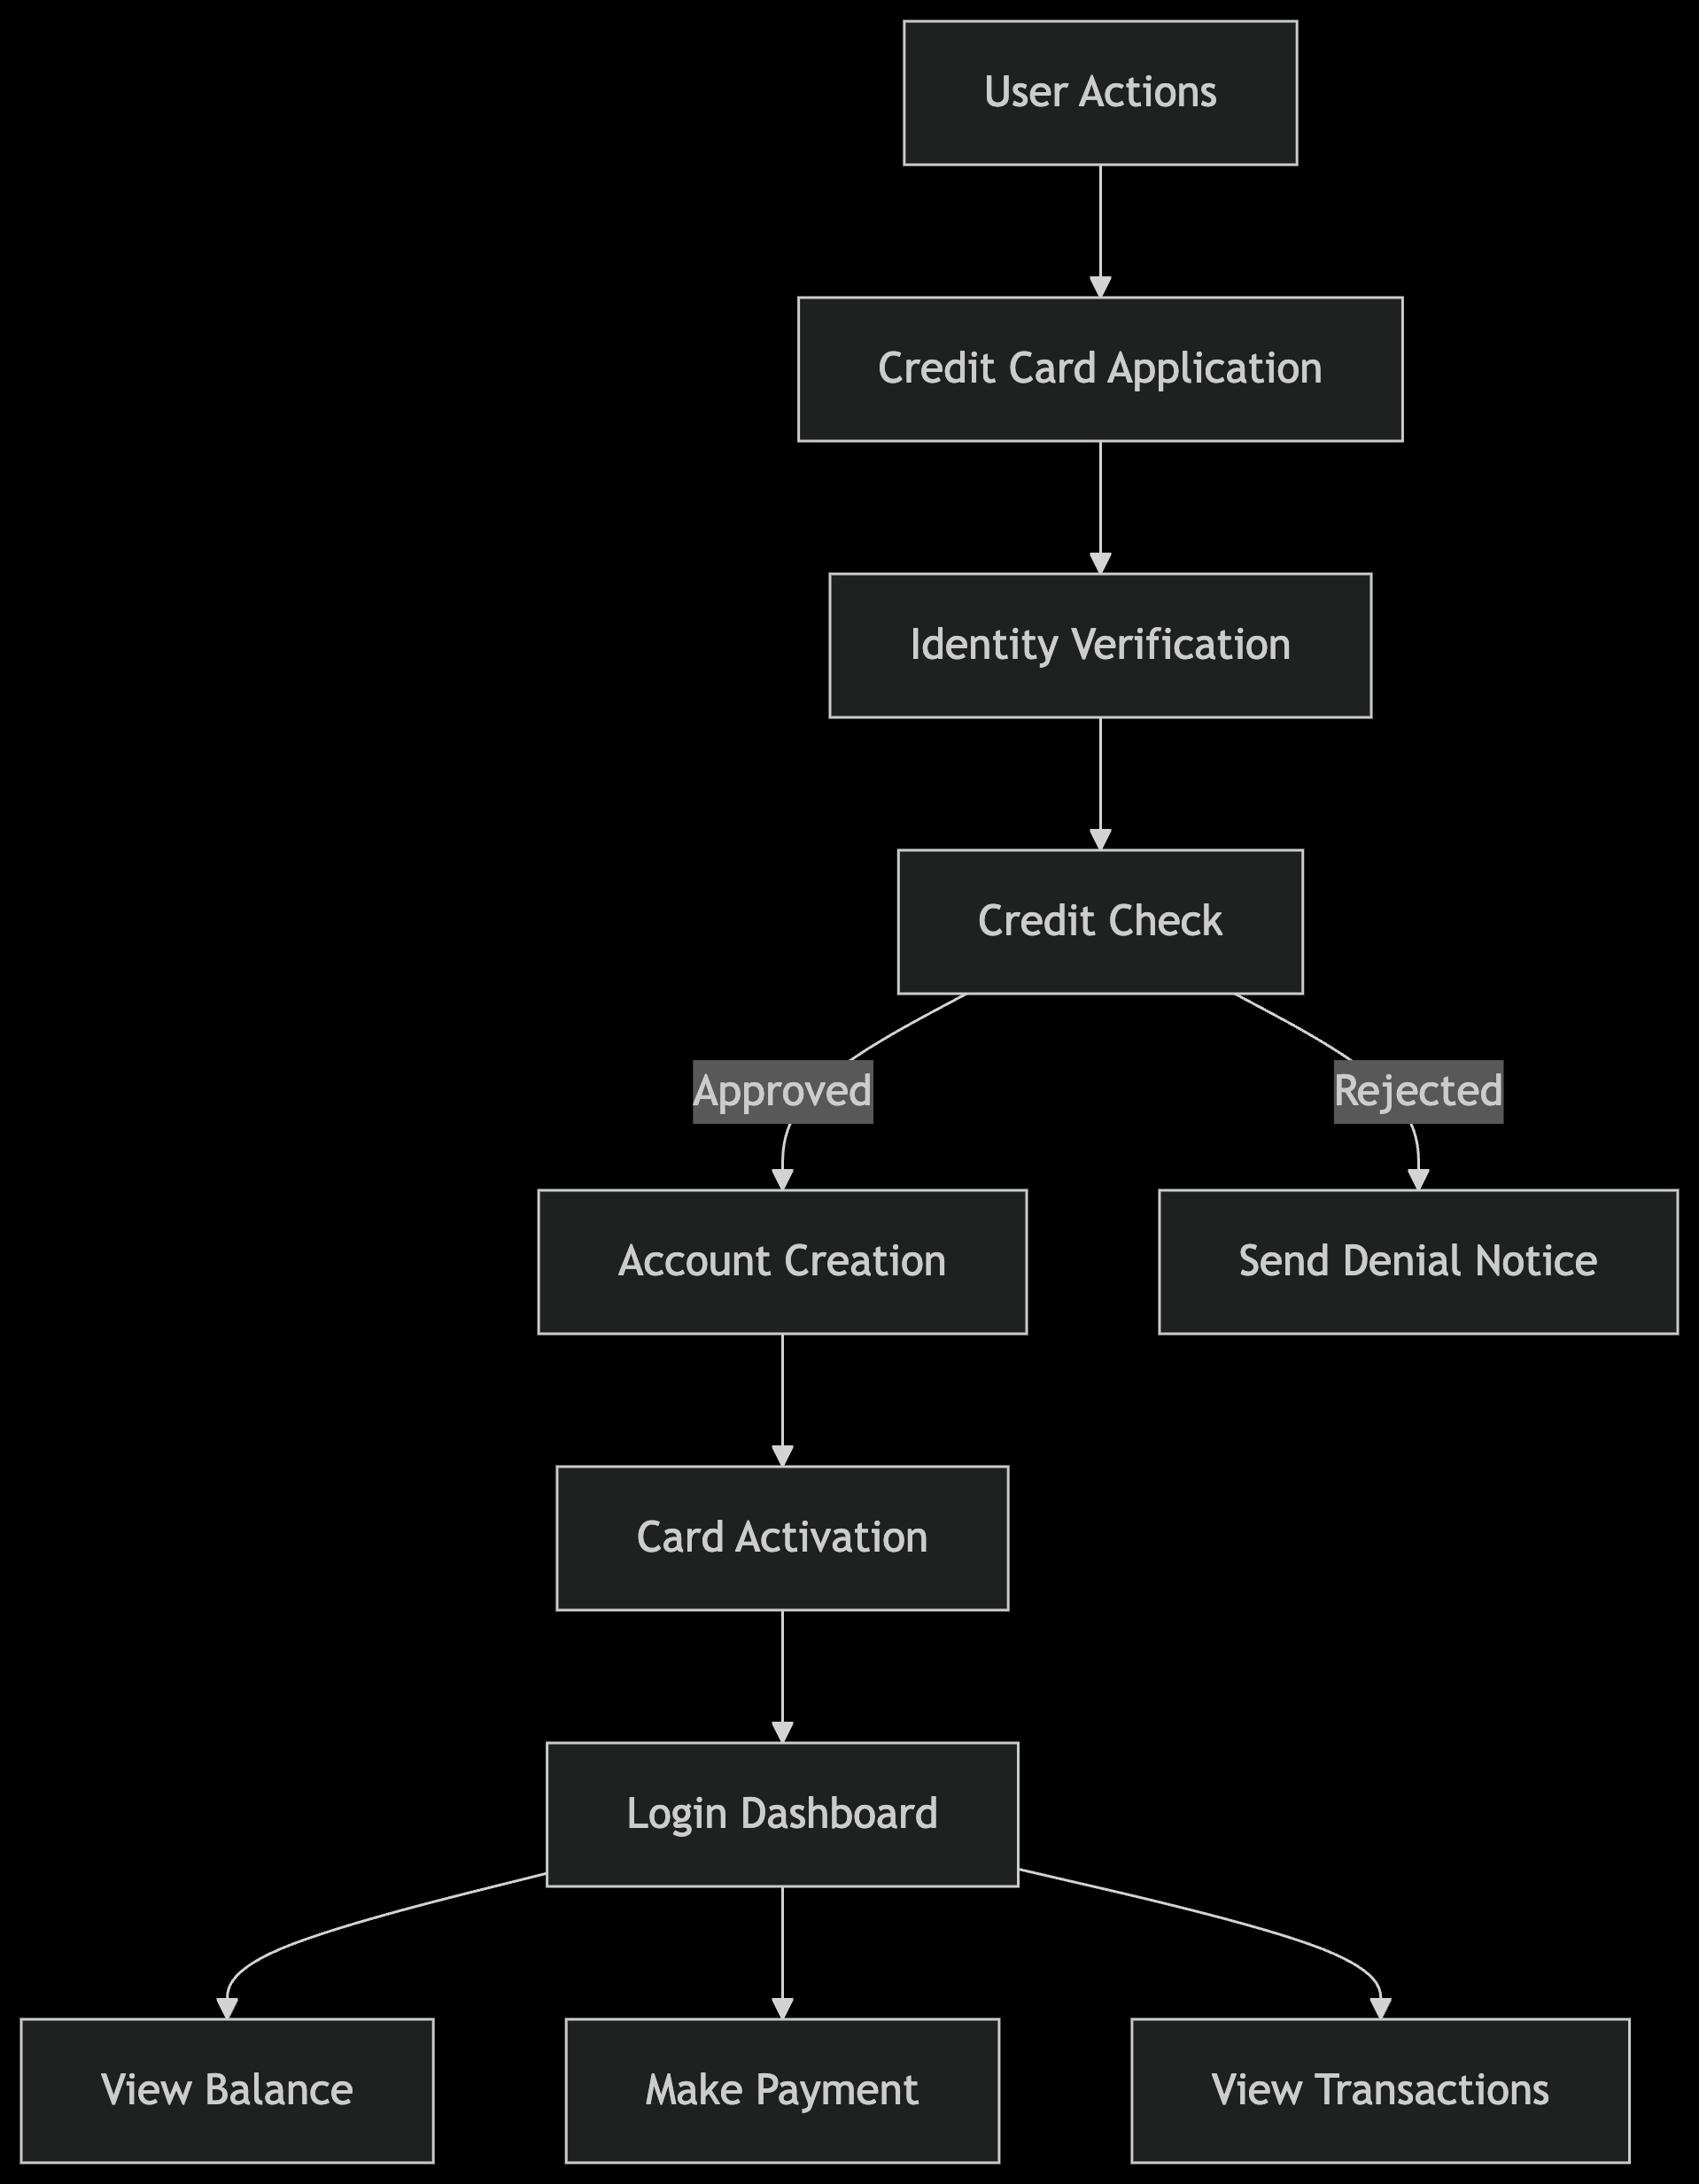 User Actions
Credit Card Application
Identity Verification
Credit Check
Approved
Rejected
Account Creation
Send Denial Notice
Card Activation
Login Dashboard
View Balance
Make Payment
View Transactions